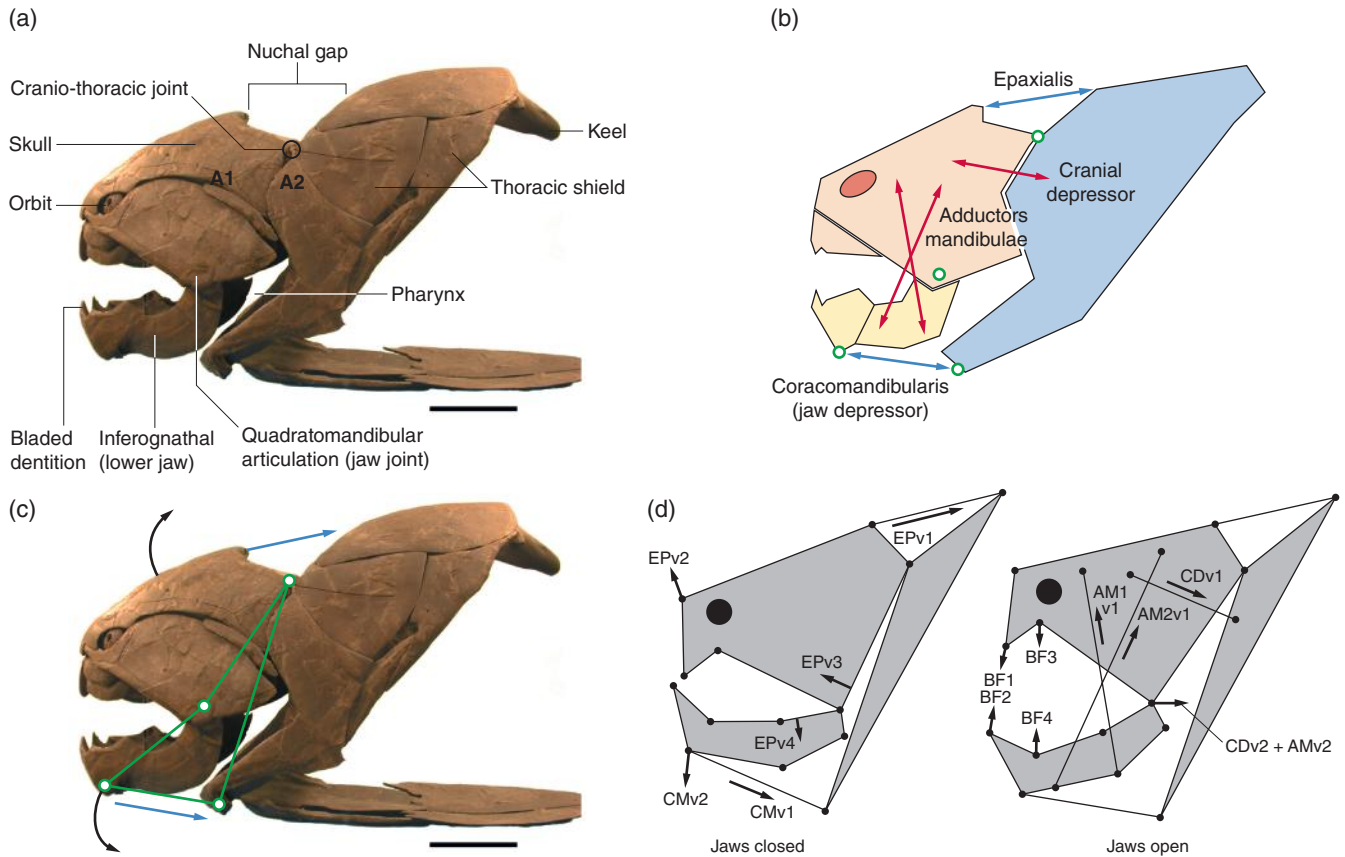 (a)
Nuchal gap
Cranio-thoracic joint
Skull
A1
A2
Keel
Thoracic shield
Orbit
Pharynx
Bladed
dentition
Inferognathal
(lower jaw)
Quadratomandibular
articulation (jaw joint)
(b)
Epaxialis
Cranial
depressor
Adductors
mandibulae
Coracomandibularis
(jaw depressor)
(c)
(d)
EPv1
EPv2
EPv3
EPv4
CMv2
CMv1
Jaws closed
AM1
v1
AM2v1
CDv1
BF3
BF1
BF2
BF4
CDv2 + AMv2
Jaws open